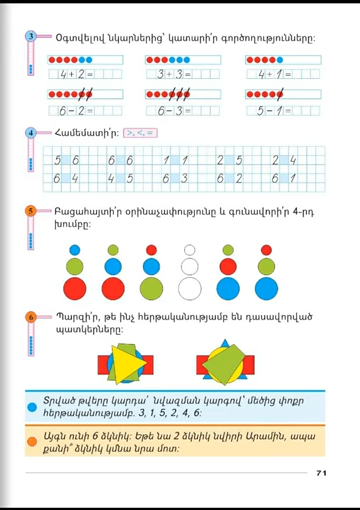 3 Օգտվելով նկարներից՝ կատարի՛ր գործողությունները։
4+2= 3+3= 4+1=
6-2= 6-3= 5-1=
4 Համեմատի՛ր։ >,<,=
5 6 6 6 1 1 2 5 2 4
6 4 4 5 6 3 6 2 6 1
5 Բացահայտի՛ր օրինաչափությունը և գունավորի՛ր 4-րդ
խումբը։
6 Պարզի՛ր, թե ինչ հերթականությամբ են դասավորված
պատկերները։
Տրված թվերը կարդա՛ նվազման կարգով՝ մեծից փոքր
հերթականությամբ. 3, 1, 5, 2, 4, 6։
Այգն ունի 6 ձկնիկ։ Եթե նա 2 ձկնիկ նվիրի Արամին, ապա
քանի՞ ձկնիկ կմնա նրա մոտ։
71